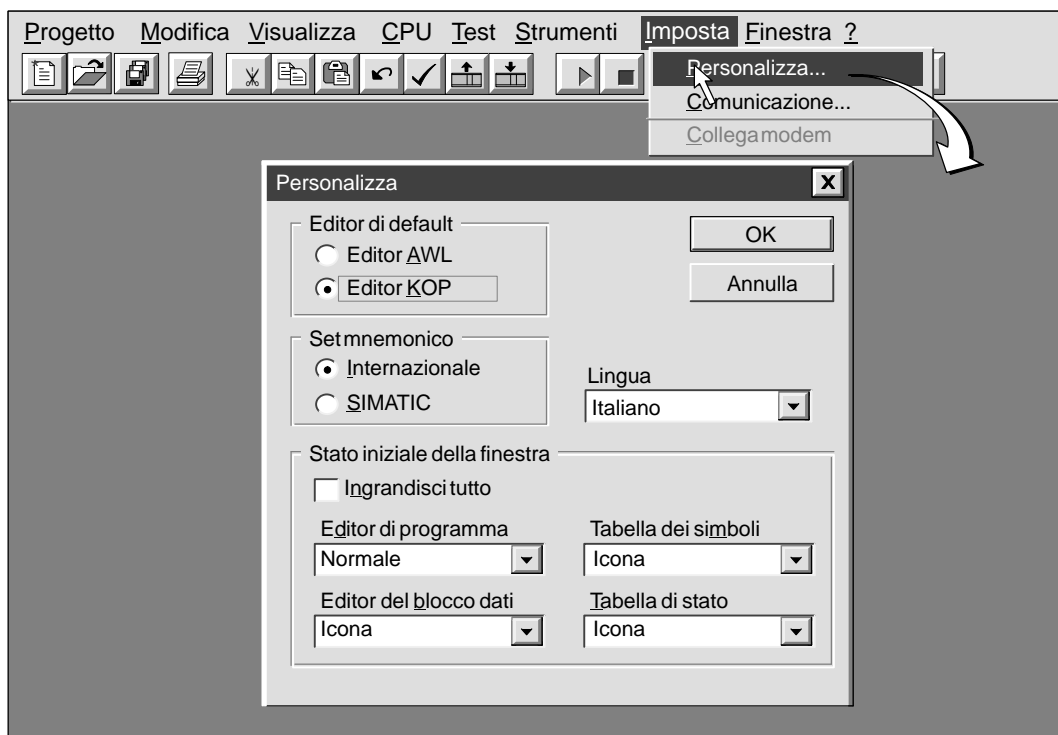 Progetto Modifica Visualizza CPU Test Strumenti Imposta Finestra ?
Personalizza...
Comunicazione...
Collega modem
Personalizza
Editor di default
Editor AWL
Editor KOP
OK
Annulla
Set mnemonico
Internazionale
SIMATIC
Lingua
Italiano
Stato iniziale della finestra
Ingrandisci tutto
Editor di programma
Normale
Tabella dei simboli
Icona
Editor del blocco dati
Icona
Tabella di stato
Icona